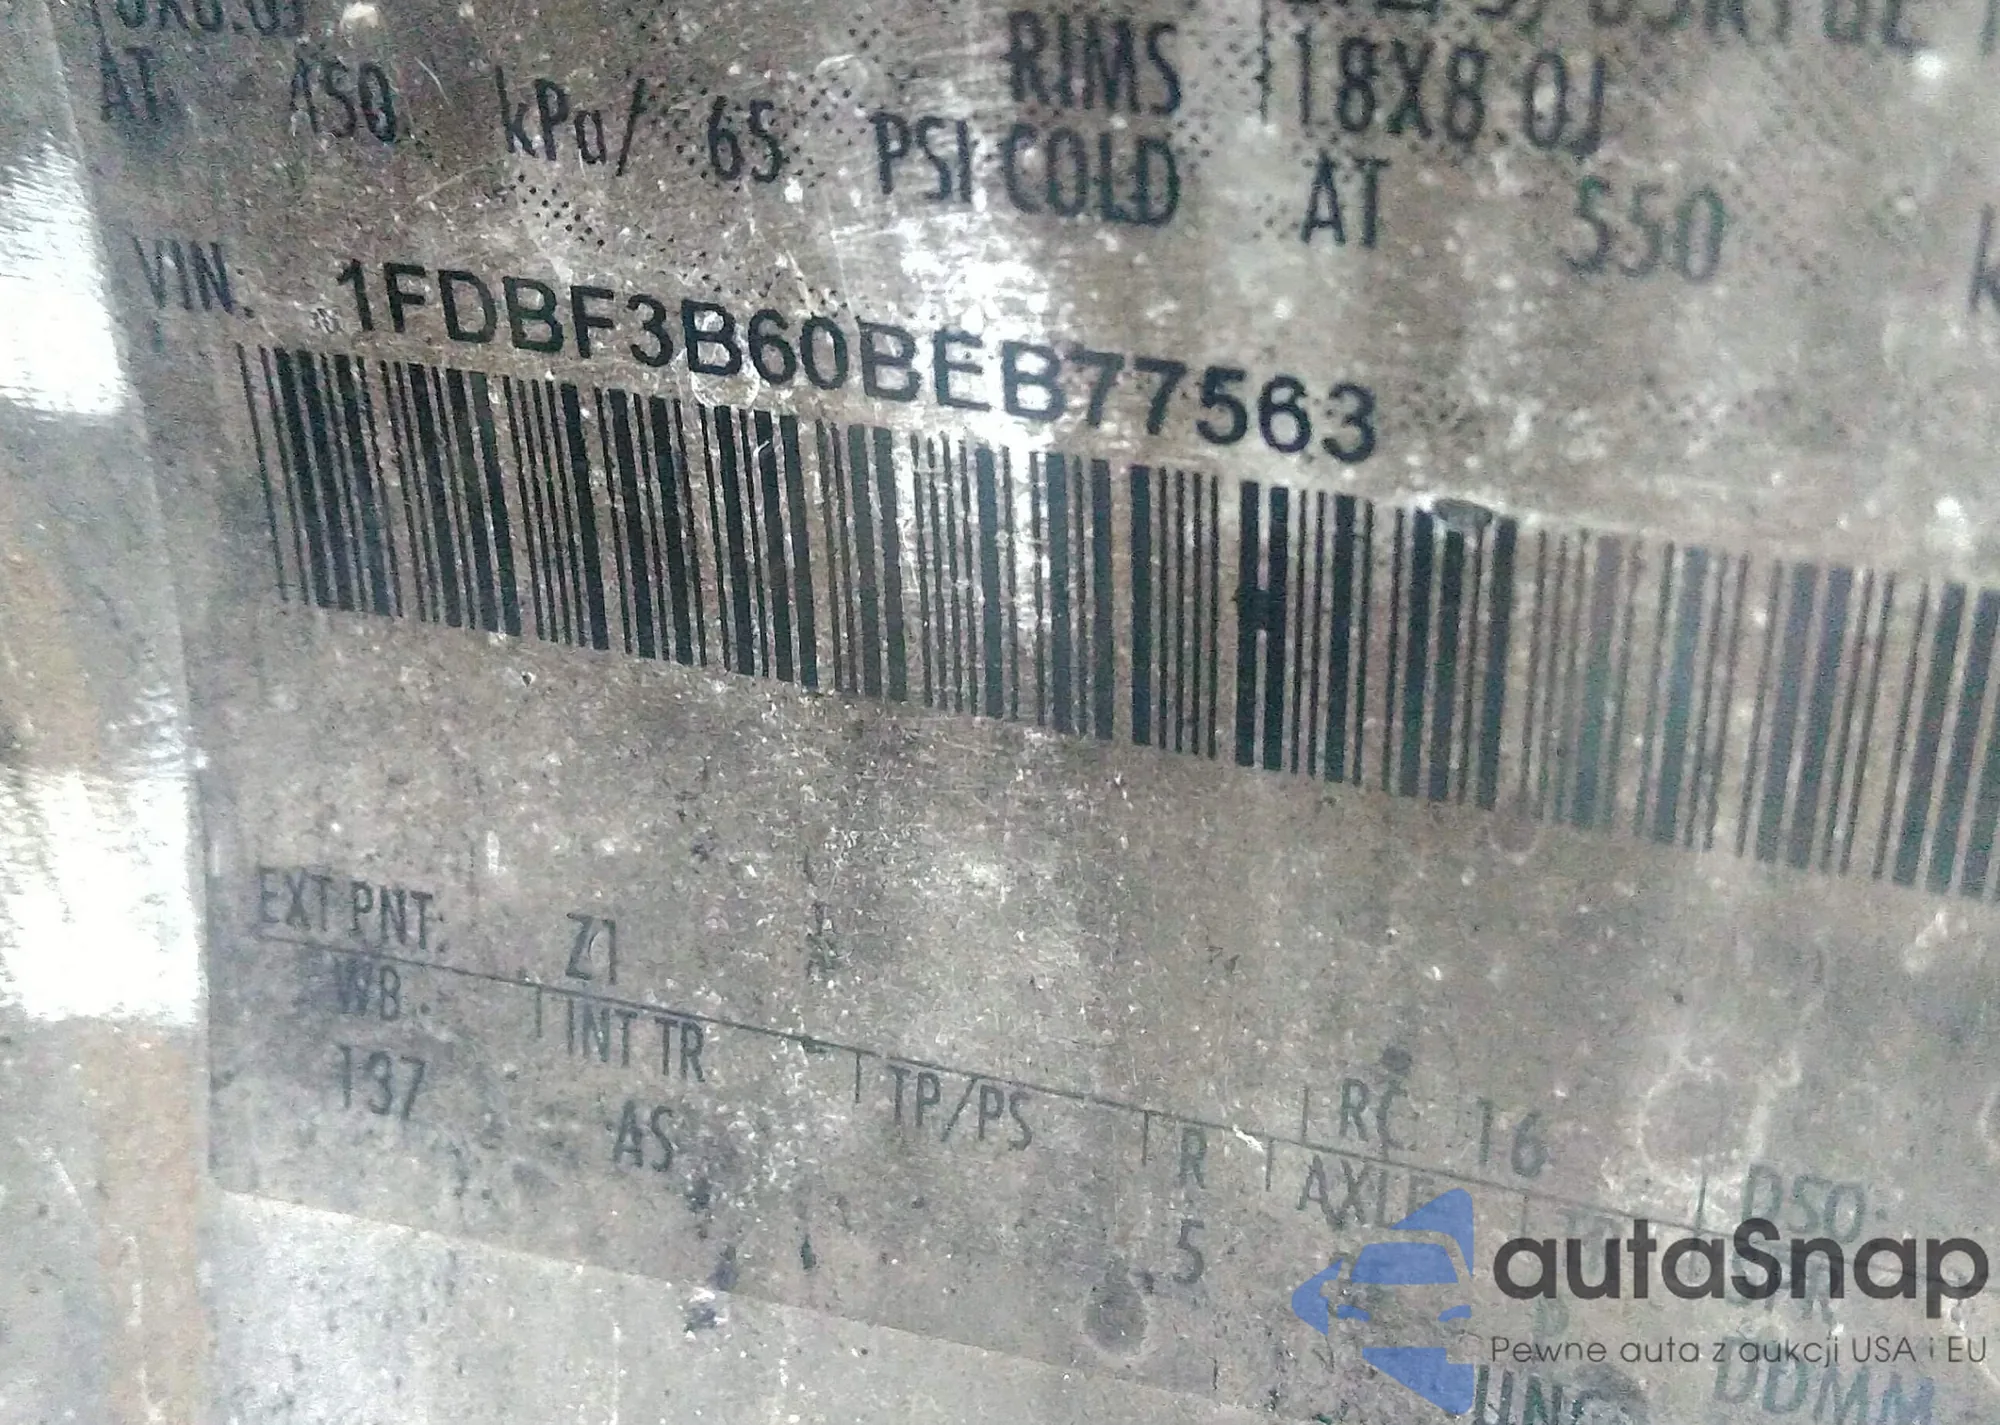 RIMS 18X8.0J
AT 450 kPa/ 65 PSI COLD AT 550
VIN: 1FDBF3B60BEB77563
EXT PNT: Z1
RC 16 DSO:
WB INT TR TP/PS R AXLE
137 AS 5
autaSnap
Pewne auta z aukcji USA i EU